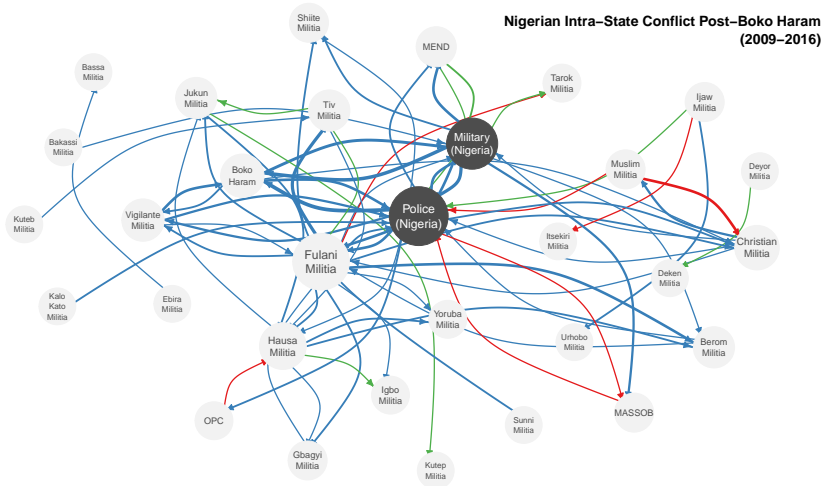 Nigerian Intra–State Conflict Post–Boko Haram
(2009–2016)
Shiite
Militia
MEND
Bassa
Militia
Tarok
Militia
Jukun
Militia
Tiv
Militia
Ijaw
Militia
Military
(Nigeria)
Bakassi
Militia
Boko
Haram
Muslim
Militia
Deyor
Militia
Kuteb
Militia
Vigilante
Militia
Police
(Nigeria)
Itsekiri
Militia
Christian
Militia
Fulani
Militia
Deken
Militia
Kalo
Kato
Militia
Ebira
Militia
Yoruba
Militia
Hausa
Militia
Urhobo
Militia
Berom
Militia
Igbo
Militia
OPC
MASSOB
Sunni
Militia
Gbagyi
Militia
Kutep
Militia